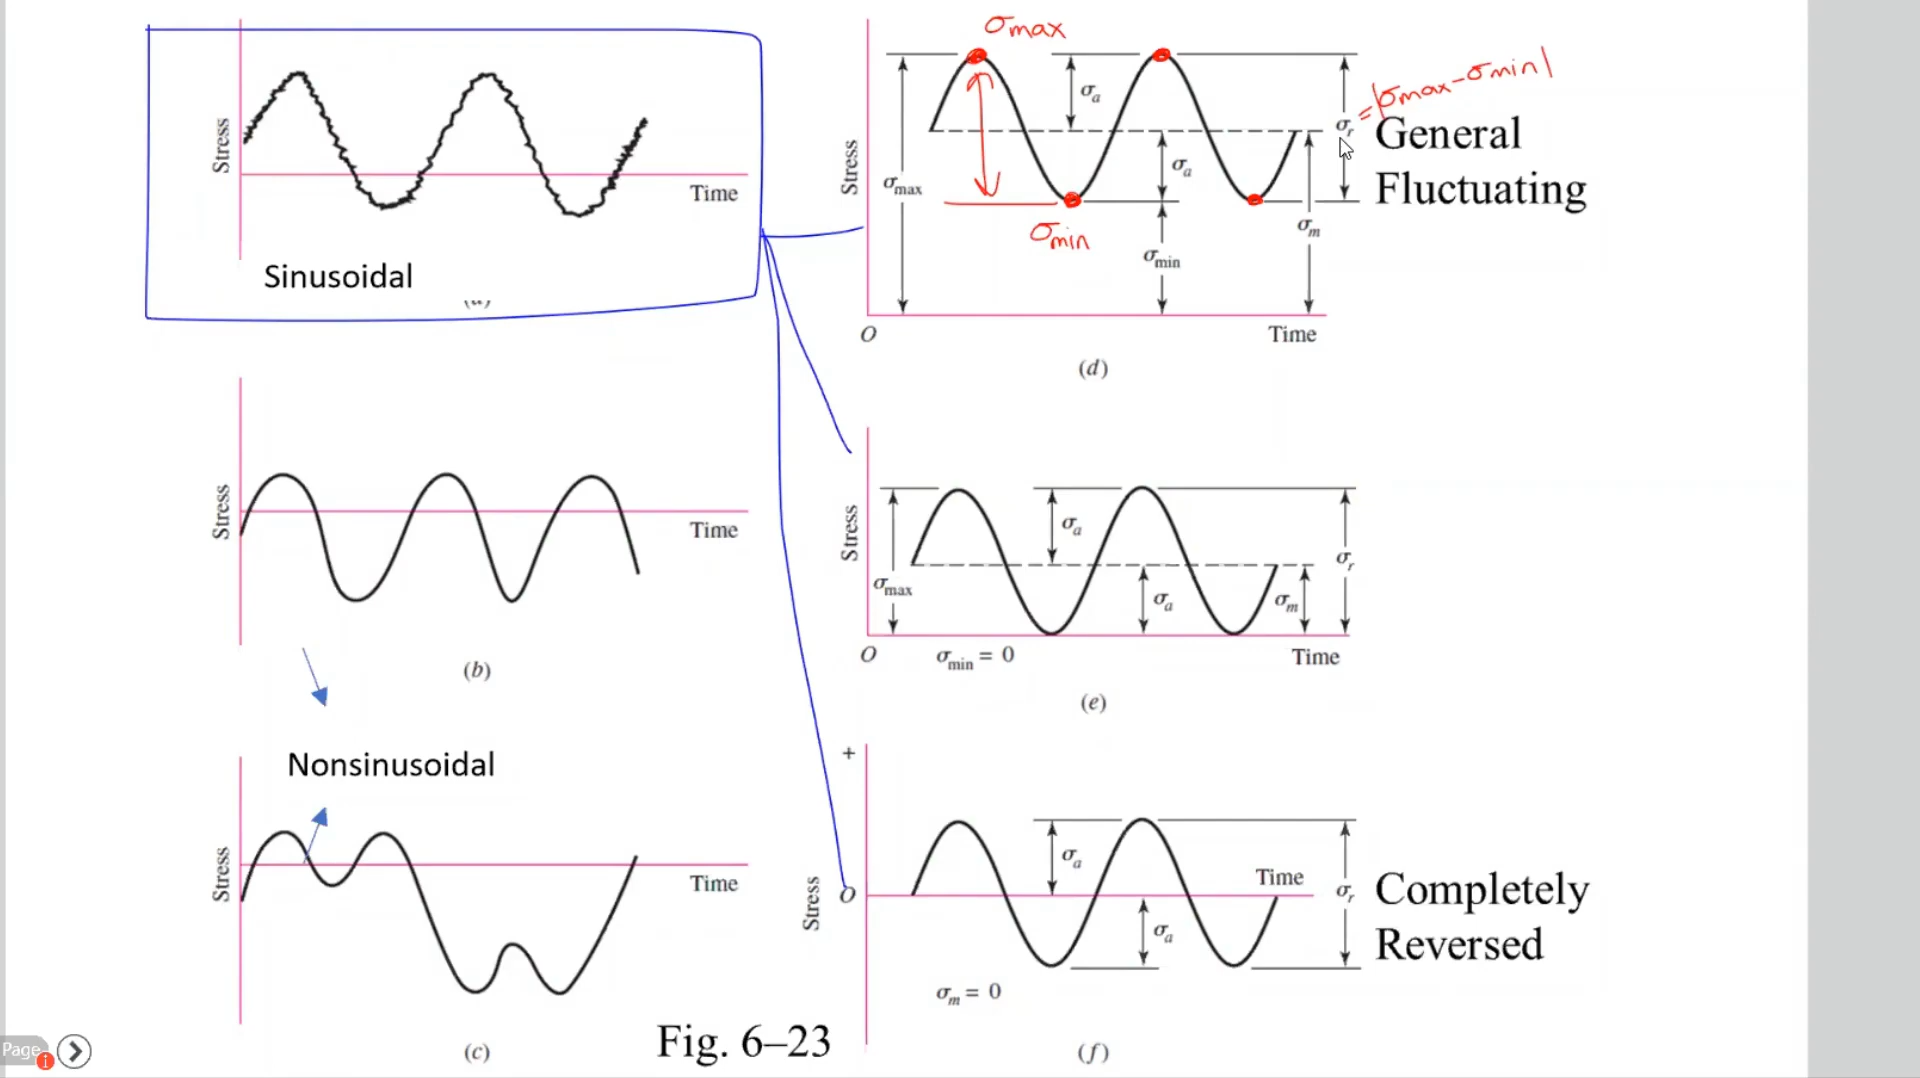 Stress
Time
Sinusoidal
Stress
Time
(b)
Nonsinusoidal
Stress
Time
(c)
Fig. 6–23
σmax
σa
σr
=|σmax-σmin|
General
Fluctuating
Stress
σmax
σa
σm
σmin
σmin
O
Time
(d)
Stress
σa
σr
σmax
σa
σm
O
σmin = 0
Time
(e)
+
Stress
O
σa
Time
σr
Completely
Reversed
σa
σm = 0
(f)
Page
i